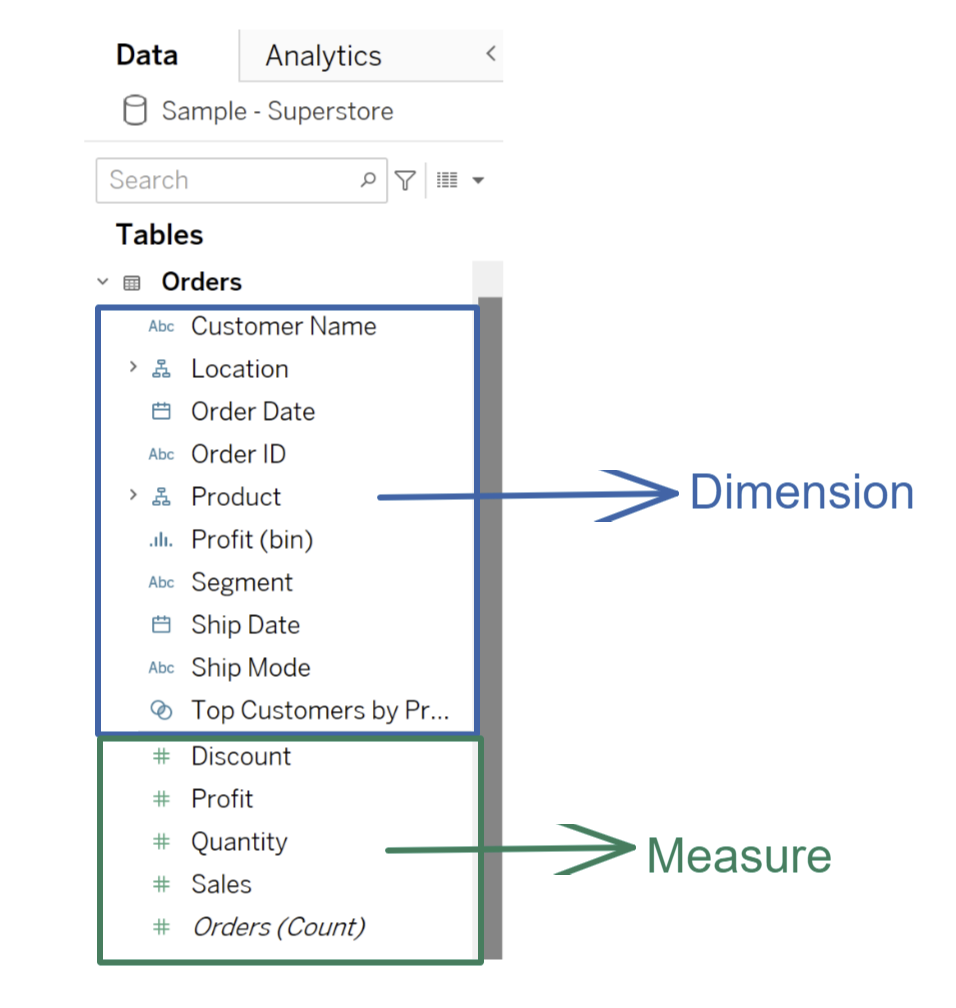 Data
Analytics
Sample - Superstore
Search
Tables
Orders
Abc Customer Name
Location
Order Date
Abc Order ID
Product
Dimension
Profit (bin)
Abc Segment
Ship Date
Abc Ship Mode
Top Customers by Pr...
# Discount
# Profit
# Quantity
Measure
# Sales
# Orders (Count)